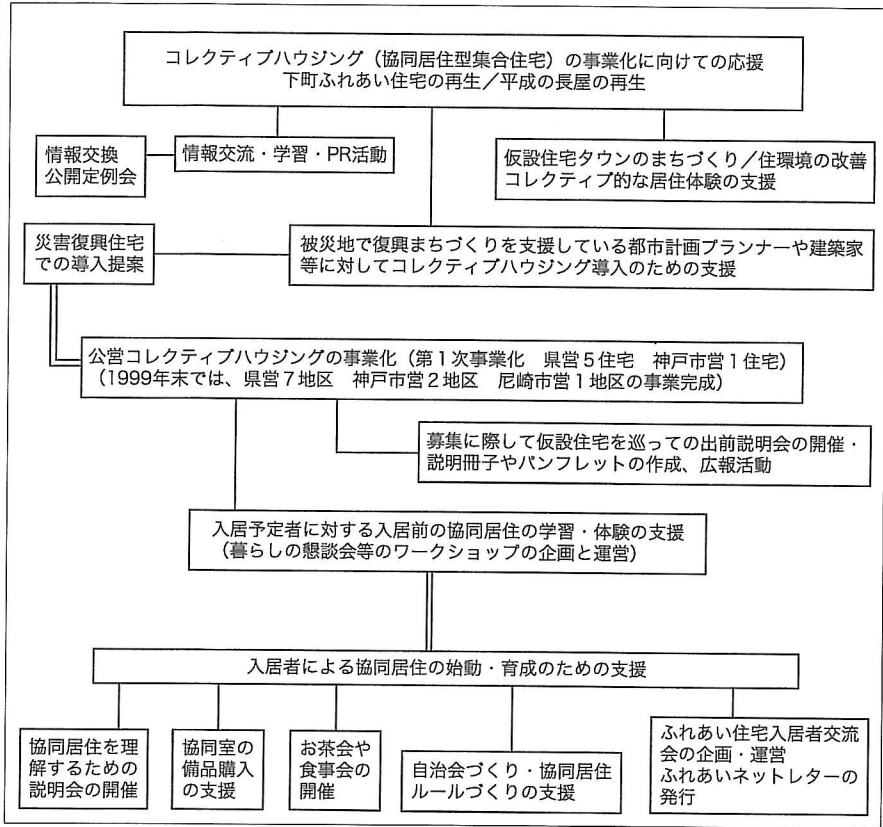 コレクティブハウジング（協同居住型集合住宅）の事業化に向けての応援
下町ふれあい住宅の再生／平成の長屋の再生
情報交換
公開定例会
情報交流・学習・PR活動
仮設住宅タウンのまちづくり／住環境の改善
コレクティブ的な居住体験の支援
災害復興住宅
での導入提案
被災地で復興まちづくりを支援している都市計画プランナーや建築家
等に対してコレクティブハウジング導入のための支援
公営コレクティブハウジングの事業化（第１次事業化　県営５住宅　神戸市営１住宅）
（1999年末では、県営７地区　神戸市営２地区　尼崎市営１地区の事業完成）
募集に際して仮設住宅を巡っての出前説明会の開催・
説明冊子やパンフレットの作成、広報活動
入居予定者に対する入居前の協同居住の学習・体験の支援
（暮らしの懇談会等のワークショップの企画と運営）
入居者による協同居住の始動・育成のための支援
協同居住を理
解するための
説明会の開催
協同室の
備品購入
の支援
お茶会や
食事会の
開催
自治会づくり・協同居住
ルールづくりの支援
ふれあい住宅入居者交流
会の企画・運営
ふれあいネットレターの
発行